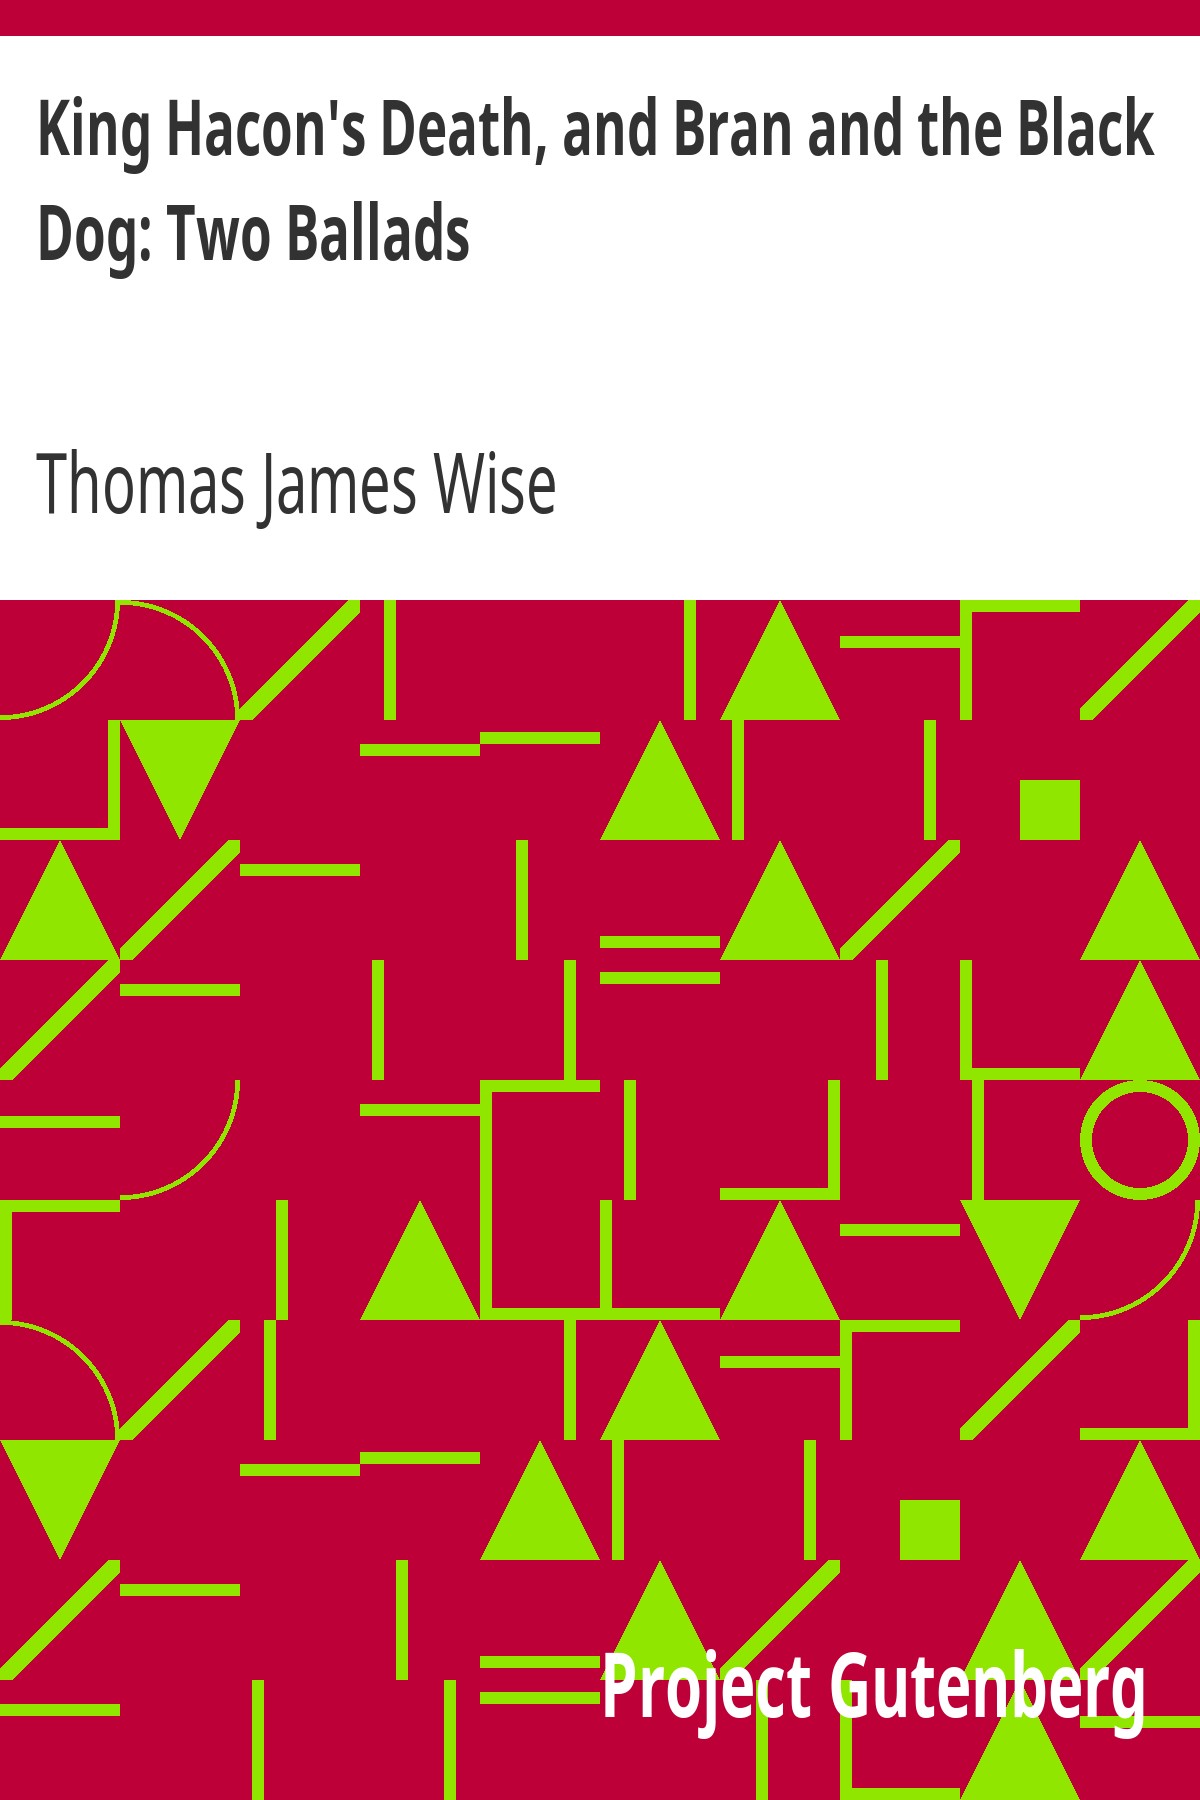 King Hacon's Death, and Bran and the Black
Dog: Two Ballads
Thomas James Wise
Project Gutenberg